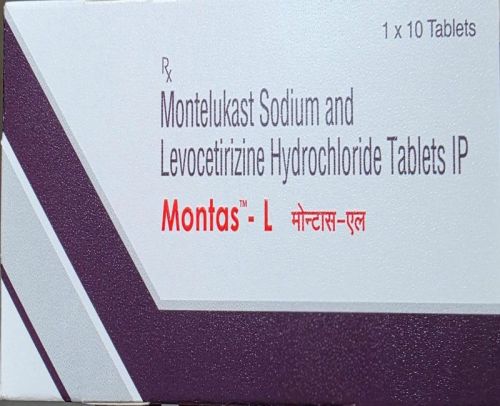 1 x 10 Tablets
Rx
Montelukast Sodium and
Levocetirizine Hydrochloride Tablets IP
Montas™- L मोन्टास-एल